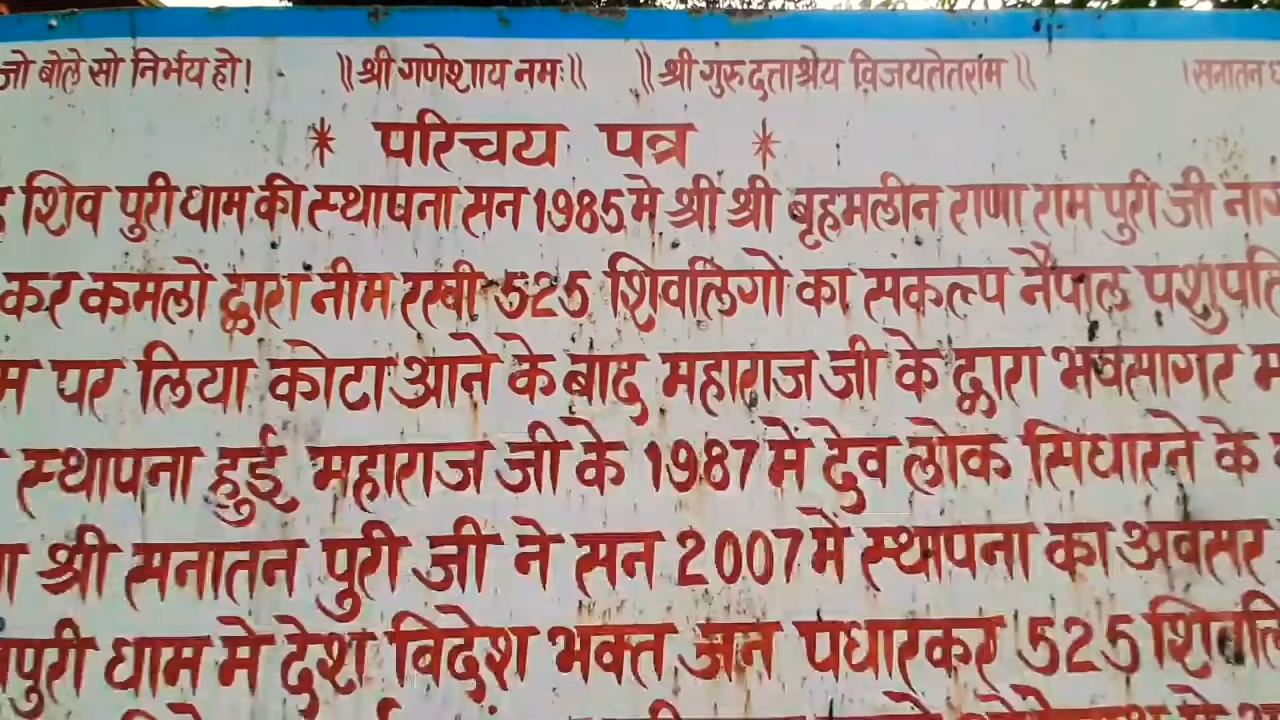 जो बोले सो निर्भय हो! ॥श्री गणेशाय नमः॥ ॥श्री गुरु दत्ताश्रेय विजयतेतराम॥ ।सनातन
* परिचय पत्र *
शिव पुरी धाम की स्थापना सन 1985 मे श्री श्री बृह्मलीन राणा राम पुरी जी
कर कमलों द्वारा नीम रखी 525 शिवलिंगों का सकल्प नैपाल पशुपति
पर लिया कोटा आने के बाद महाराज जी के द्वारा भवसागर
स्थापना हुई महाराज जी के 1987 में देव लोक सिधारने के
श्री सनातन पुरी जी ने सन 2007 में स्थापना का अवसर
पुरी धाम मे देश विदेश भक्त जन पधारकर 525